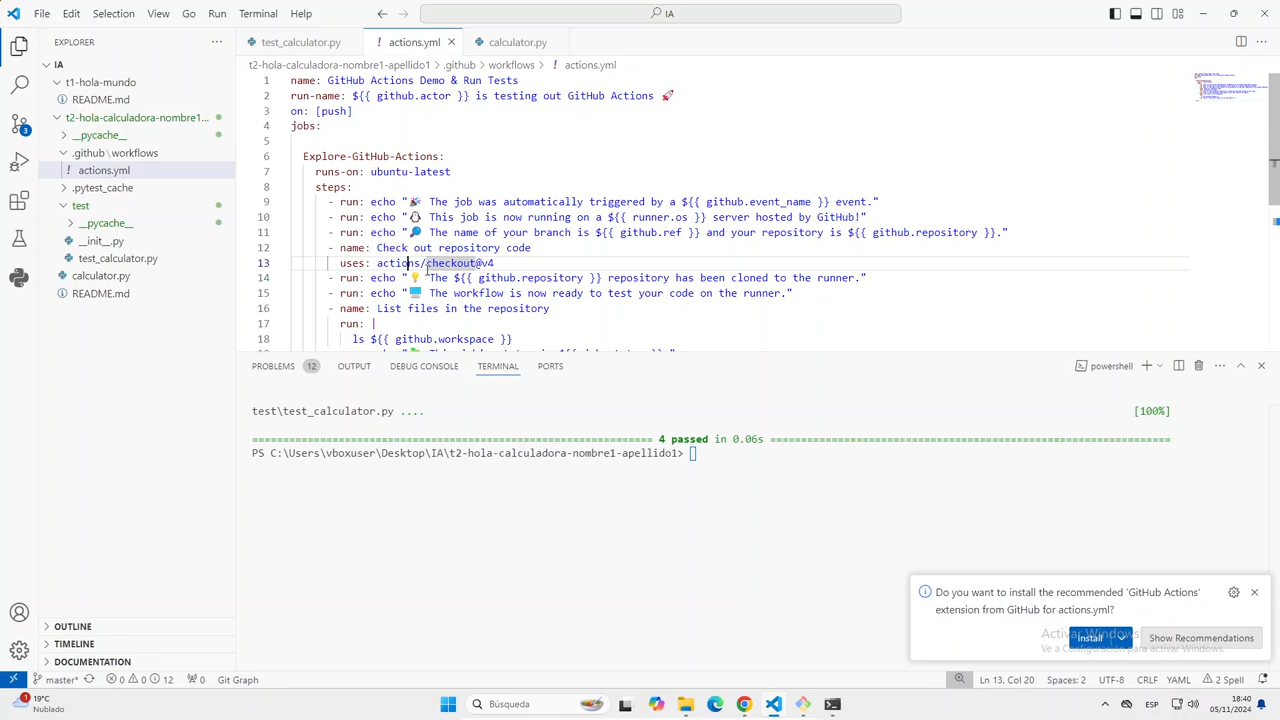 File Edit Selection View Go Run Terminal Help
IA
EXPLORER
IA
t1-hola-mundo
README.md
t2-hola-calculadora-nombre1...
__pycache__
.github\workflows
actions.yml
.pytest_cache
test
__pycache__
__init__.py
test_calculator.py
calculator.py
README.md
OUTLINE
TIMELINE
DOCUMENTATION
3
test_calculator.py
actions.yml
calculator.py
t2-hola-calculadora-nombre1-apellido1 > .github > workflows > ! actions.yml
1 name: GitHub Actions Demo & Run Tests
2 run-name: ${{ github.actor }} is testing out GitHub Actions 🚀
3 on: [push]
4 jobs:
5
6 Explore-GitHub-Actions:
7 runs-on: ubuntu-latest
8 steps:
9 - run: echo "🎉 The job was automatically triggered by a ${{ github.event_name }} event."
10 - run: echo "🐧 This job is now running on a ${{ runner.os }} server hosted by GitHub!"
11 - run: echo "🔎 The name of your branch is ${{ github.ref }} and your repository is ${{ github.repository }}."
12 - name: Check out repository code
13 uses: actions/checkout@v4
14 - run: echo "💡 The ${{ github.repository }} repository has been cloned to the runner."
15 - run: echo "🖥️ The workflow is now ready to test your code on the runner."
16 - name: List files in the repository
17 run: |
18 ls ${{ github.workspace }}
PROBLEMS 12 OUTPUT DEBUG CONSOLE TERMINAL PORTS
powershell
test\test_calculator.py .... [100%]
============================== 4 passed in 0.06s ==============================
PS C:\Users\vboxuser\Desktop\IA\t2-hola-calculadora-nombre1-apellido1>
Do you want to install the recommended 'GitHub Actions'
extension from GitHub for actions.yml?
Install Show Recommendations
Activar Windows
Ve a Configuración para activar Windows.
master* 0 0 12 0 Git Graph Ln 13, Col 20 Spaces: 2 UTF-8 CRLF YAML 2 Spell
19°C
Nublado
Búsqueda
ESP
18:40
05/11/2024